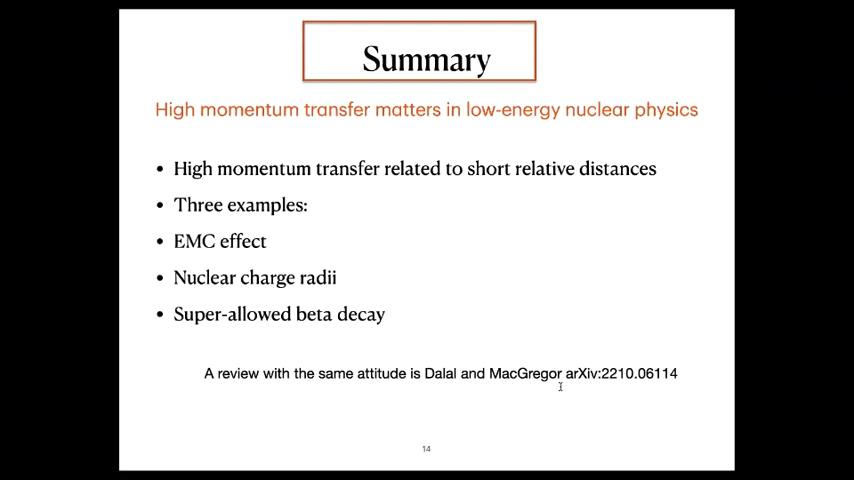 Summary
High momentum transfer matters in low-energy nuclear physics
• High momentum transfer related to short relative distances
• Three examples:
• EMC effect
• Nuclear charge radii
• Super-allowed beta decay
A review with the same attitude is Dalal and MacGregor arXiv:2210.06114
14